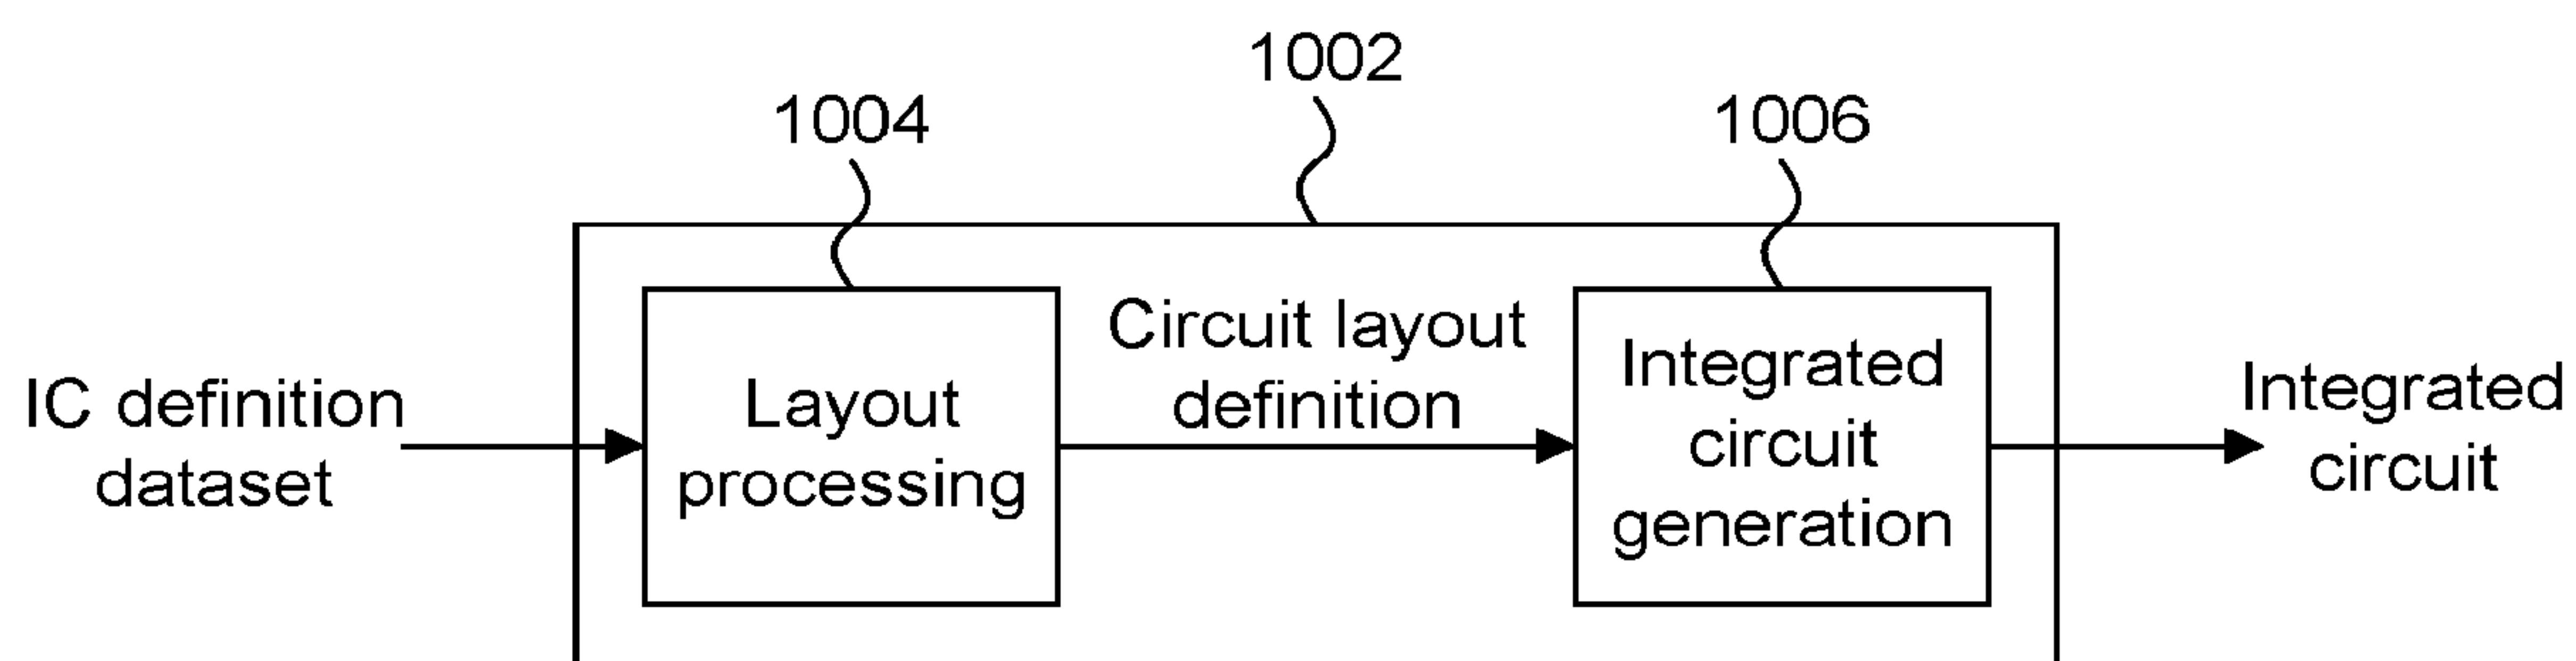 1002
1004
1006
IC definition
dataset
Layout
processing
Circuit layout
definition
Integrated
circuit
generation
Integrated
circuit